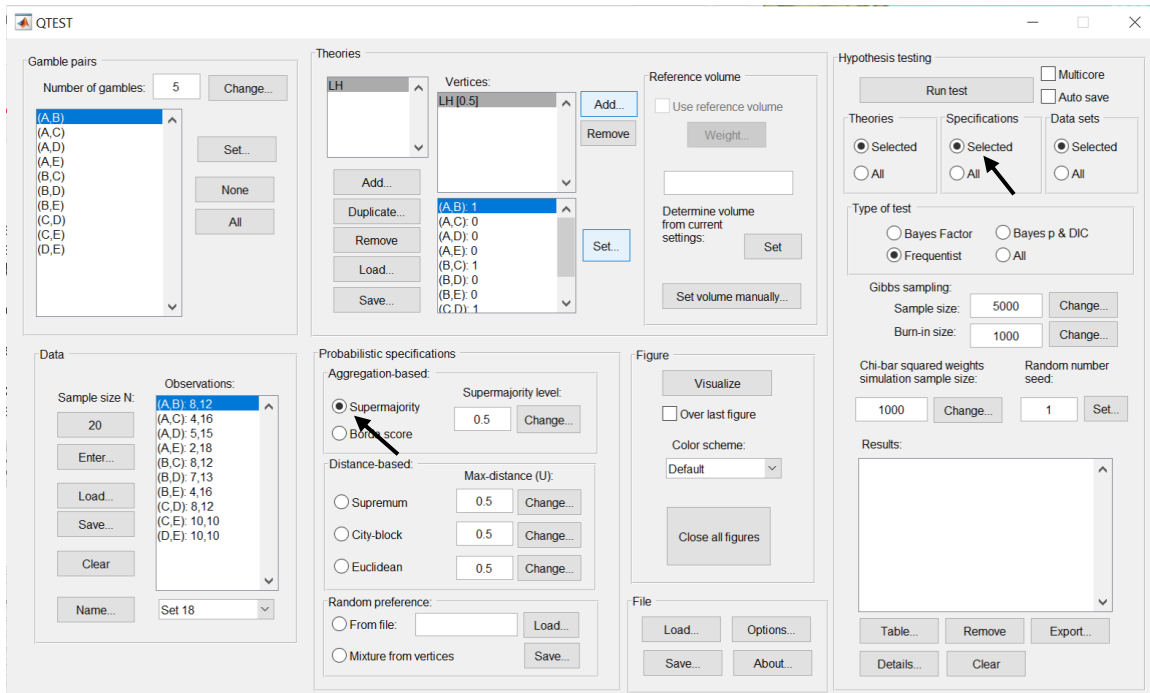 QTEST
Gamble pairs
Number of gambles: 5 Change...
(A,B)
(A,C)
(A,D)
(A,E)
(B,C)
(B,D)
(B,E)
(C,D)
(C,E)
(D,E)
Set...
None
All
Theories
LH
Vertices:
LH [0.5]
Add...
Remove
Add...
Duplicate...
Remove
Load...
Save...
(A,B): 1
(A,C): 0
(A,D): 0
(A,E): 0
(B,C): 1
(B,D): 0
(B,E): 0
(C,D): 1
Set...
Reference volume
Use reference volume
Weight...
Determine volume
from current
settings:
Set
Set volume manually...
Hypothesis testing
Run test
Multicore
Auto save
Theories
Selected
All
Specifications
Selected
All
Data sets
Selected
All
Type of test
Bayes Factor Bayes p & DIC
Frequentist All
Gibbs sampling:
Sample size: 5000 Change...
Burn-in size: 1000 Change...
Chi-bar squared weights
simulation sample size:
1000 Change...
Random number
seed:
1 Set...
Results:
Table... Remove Export...
Details... Clear
Data
Sample size N:
20
Enter...
Load...
Save...
Clear
Name...
Observations:
(A,B): 8,12
(A,C): 4,16
(A,D): 5,15
(A,E): 2,18
(B,C): 8,12
(B,D): 7,13
(B,E): 4,16
(C,D): 8,12
(C,E): 10,10
(D,E): 10,10
Set 18
Probabilistic specifications
Aggregation-based:
Supermajority
Borda score
Supermajority level:
0.5 Change...
Distance-based:
Max-distance (U):
Supremum 0.5 Change...
City-block 0.5 Change...
Euclidean 0.5 Change...
Random preference:
From file: Load...
Mixture from vertices Save...
Figure
Visualize
Over last figure
Color scheme:
Default
Close all figures
File
Load... Options...
Save... About...